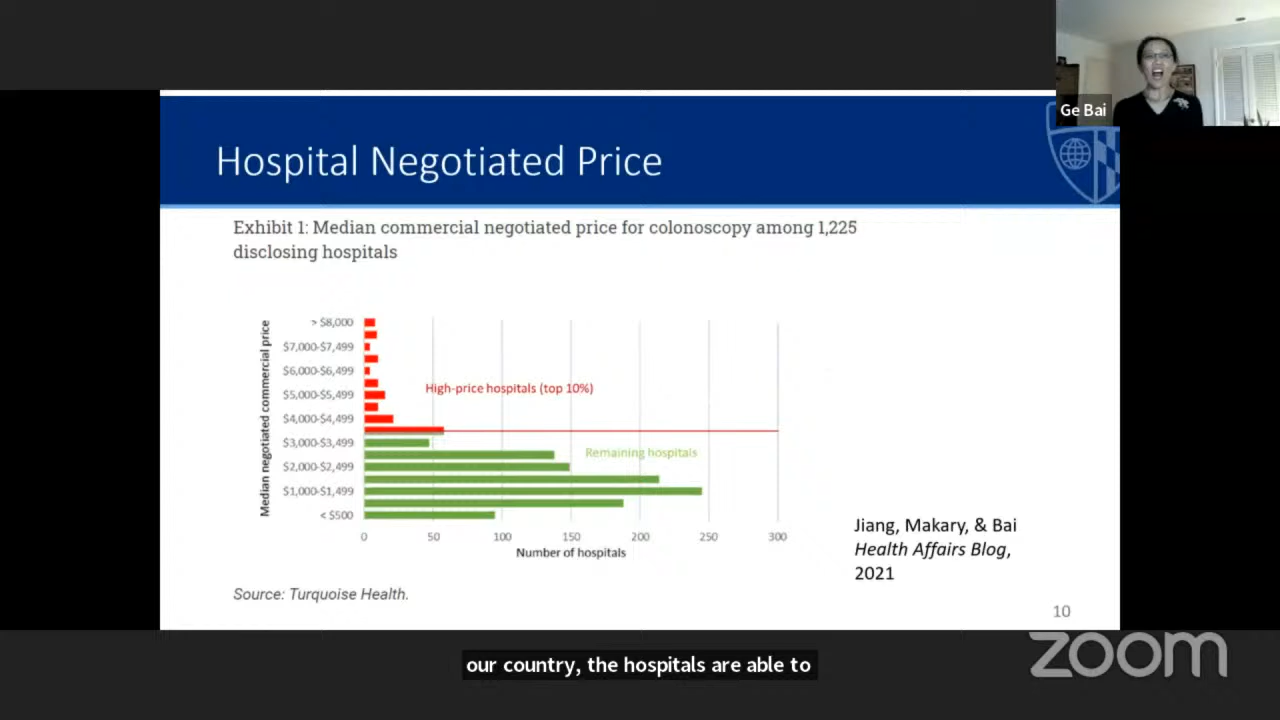 Ge Bai
Hospital Negotiated Price
Exhibit 1: Median commercial negotiated price for colonoscopy among 1,225
disclosing hospitals
Median negotiated commercial price
> $8,000
$7,000-$7,499
$6,000-$6,499
$5,000-$5,499
$4,000-$4,499
$3,000-$3,499
$2,000-$2,499
$1,000-$1,499
< $500
High-price hospitals (top 10%)
Remaining hospitals
0 50 100 150 200 250 300
Number of hospitals
Jiang, Makary, & Bai
Health Affairs Blog,
2021
Source: Turquoise Health.
10
our country, the hospitals are able to
zoom